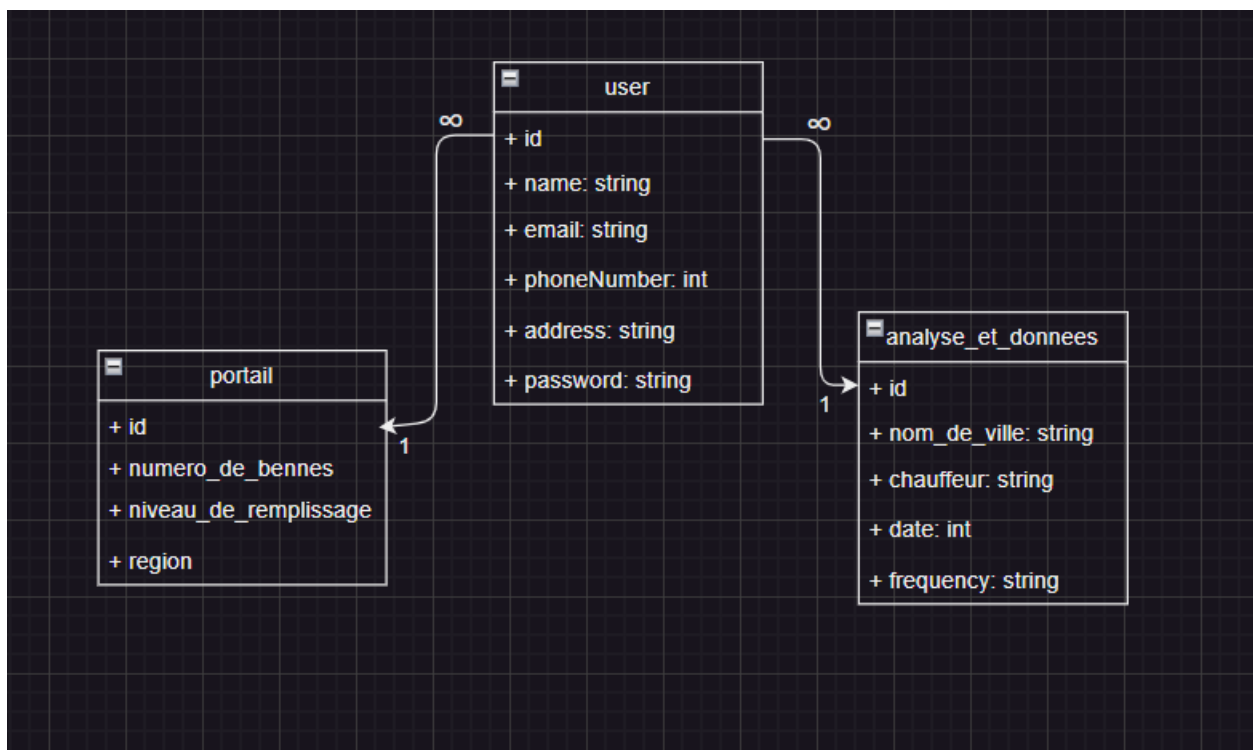 user
+ id
+ name: string
+ email: string
+ phoneNumber: int
+ address: string
+ password: string
∞
1
∞
1
portail
+ id
+ numero_de_bennes
+ niveau_de_remplissage
+ region
analyse_et_donnees
+ id
+ nom_de_ville: string
+ chauffeur: string
+ date: int
+ frequency: string